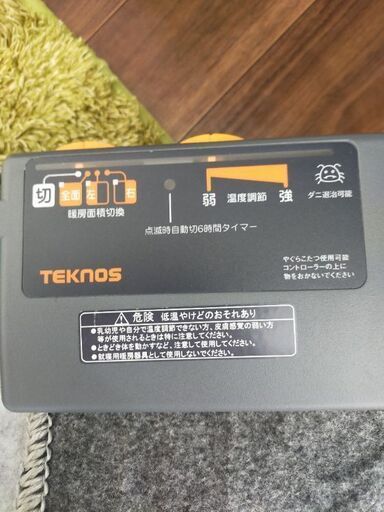 切 全面 左 右
暖房面積切換
点滅時自動切6時間タイマー
弱 温度調節 強
ダニ退治可能
TEKNOS
やぐらこたつ使用可能
コントローラーの上に
物をおかないでください
⚠危険 低温やけどのおそれあり
●乳幼児や自分で温度調節できない方、皮膚感覚の弱い方
等が使用されるときは特に注意してください。
●ときどき体を動かすなど、注意して使用してください。
●就寝用暖房器具として使用しないでください。